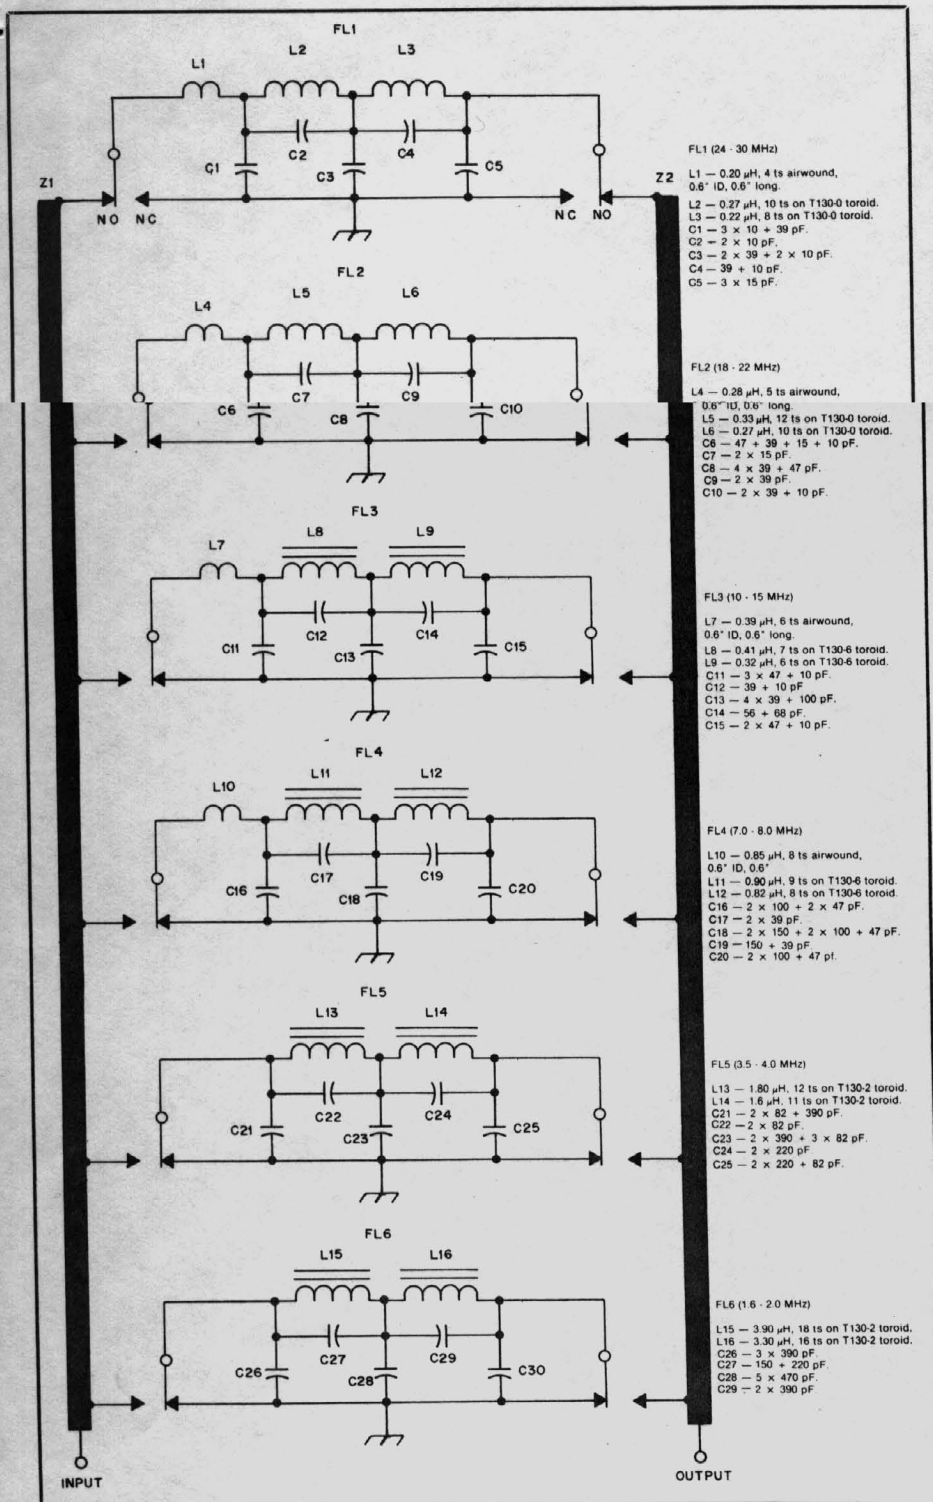 FL1
L1 L2 L3
C1 C2 C3 C4 C5
Z1 NO NC NC NO Z2
FL1 (24 - 30 MHz)
L1 — 0.20 µH, 4 ts airwound,
0.6" ID, 0.6" long.
L2 — 0.27 µH, 10 ts on T130-0 toroid.
L3 — 0.22 µH, 8 ts on T130-0 toroid.
C1 — 3 × 10 + 39 pF.
C2 — 2 × 10 pF.
C3 — 2 × 39 + 2 × 10 pF.
C4 — 39 + 10 pF.
C5 — 3 × 15 pF.
FL2
L4 L5 L6
C6 C7 C8 C9 C10
FL2 (18 - 22 MHz)
L4 — 0.28 µH, 5 ts airwound,
0.6" ID, 0.6" long.
L5 — 0.33 µH, 12 ts on T130-0 toroid.
L6 — 0.27 µH, 10 ts on T130-0 toroid.
C6 — 47 + 39 + 15 + 10 pF.
C7 — 2 × 15 pF.
C8 — 4 × 39 + 47 pF.
C9 — 2 × 39 pF.
C10 — 2 × 39 + 10 pF.
FL3
L7 L8 L9
C11 C12 C13 C14 C15
FL3 (10 - 15 MHz)
L7 — 0.39 µH, 6 ts airwound,
0.6" ID, 0.6" long.
L8 — 0.41 µH, 7 ts on T130-6 toroid.
L9 — 0.32 µH, 6 ts on T130-6 toroid.
C11 — 3 × 47 + 10 pF.
C12 — 39 + 10 pF
C13 — 4 × 39 + 100 pF.
C14 — 56 + 68 pF.
C15 — 2 × 47 + 10 pF.
FL4
L10 L11 L12
C16 C17 C18 C19 C20
FL4 (7.0 - 8.0 MHz)
L10 — 0.85 µH, 8 ts airwound,
0.6" ID, 0.6"
L11 — 0.90 µH, 9 ts on T130-6 toroid.
L12 — 0.82 µH, 8 ts on T130-6 toroid.
C16 — 2 × 100 + 2 × 47 pF.
C17 — 2 × 39 pF.
C18 — 2 × 150 + 2 × 100 + 47 pF.
C19 — 150 + 39 pF.
C20 — 2 × 100 + 47 pf.
FL5
L13 L14
C21 C22 C23 C24 C25
FL5 (3.5 - 4.0 MHz)
L13 — 1.80 µH, 12 ts on T130-2 toroid.
L14 — 1.6 µH, 11 ts on T130-2 toroid.
C21 — 2 × 82 + 390 pF.
C22 — 2 × 82 pF.
C23 — 2 × 390 + 3 × 82 pF.
C24 — 2 × 220 pF.
C25 — 2 × 220 + 82 pF.
FL6
L15 L16
C26 C27 C28 C29 C30
FL6 (1.6 - 2.0 MHz)
L15 — 3.90 µH, 18 ts on T130-2 toroid.
L16 — 3.30 µH, 16 ts on T130-2 toroid.
C26 — 3 × 390 pF.
C27 — 150 + 220 pF.
C28 — 5 × 470 pF.
C29 — 2 × 390 pF.
INPUT OUTPUT